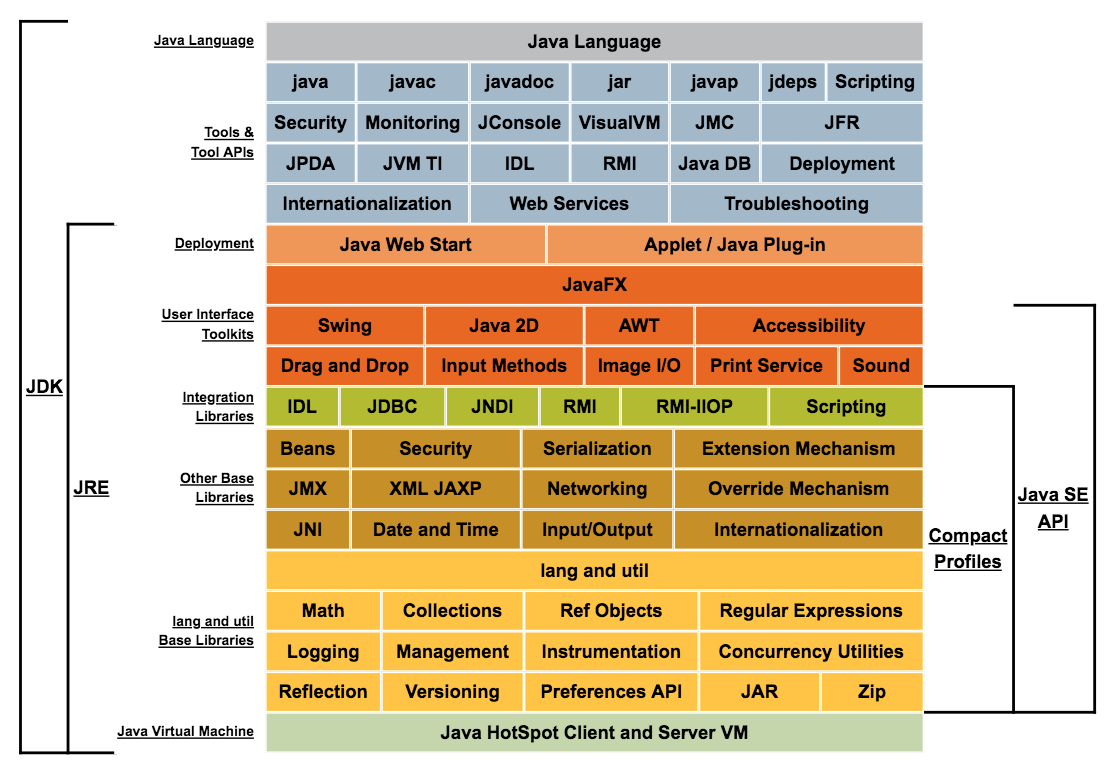 Java Language
Java Language
java javac javadoc jar javap jdeps Scripting
Tools &
Tool APIs
Security Monitoring JConsole VisualVM JMC JFR
JPDA JVM TI IDL RMI Java DB Deployment
Internationalization Web Services Troubleshooting
Deployment
Java Web Start Applet / Java Plug-in
JavaFX
User Interface
Toolkits
Swing Java 2D AWT Accessibility
Drag and Drop Input Methods Image I/O Print Service Sound
JDK
Integration
Libraries
IDL JDBC JNDI RMI RMI-IIOP Scripting
Beans Security Serialization Extension Mechanism
JRE
Other Base
Libraries
JMX XML JAXP Networking Override Mechanism
Java SE
API
JNI Date and Time Input/Output Internationalization
Compact
Profiles
lang and util
lang and util
Base Libraries
Math Collections Ref Objects Regular Expressions
Logging Management Instrumentation Concurrency Utilities
Reflection Versioning Preferences API JAR Zip
Java Virtual Machine
Java HotSpot Client and Server VM